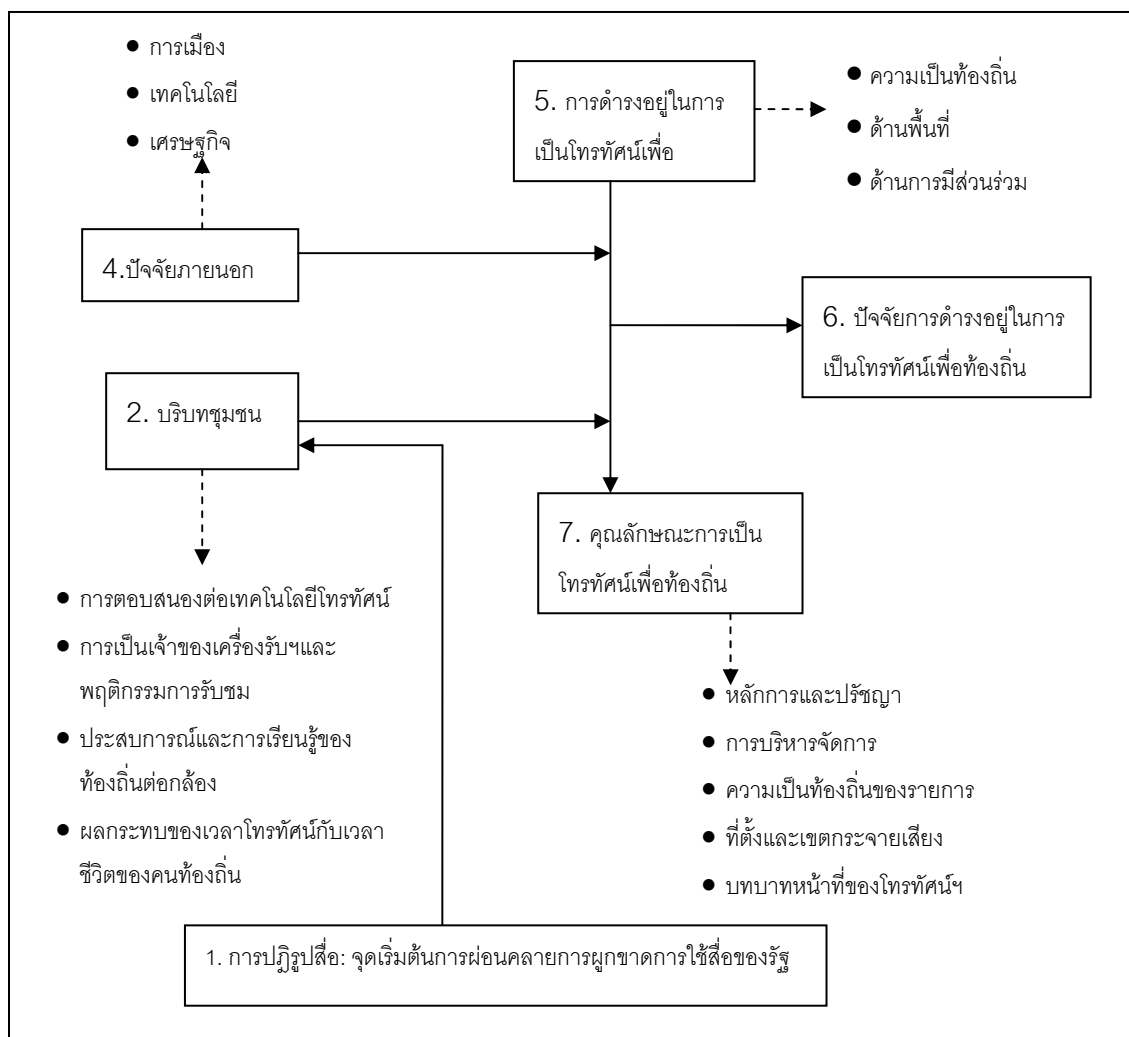 ● การเมือง
● เทคโนโลยี
● เศรษฐกิจ
5. การดำรงอยู่ในการ
เป็นโทรทัศน์เพื่อ
● ความเป็นท้องถิ่น
● ด้านพื้นที่
● ด้านการมีส่วนร่วม
4.ปัจจัยภายนอก
6. ปัจจัยการดำรงอยู่ในการ
เป็นโทรทัศน์เพื่อท้องถิ่น
2. บริบทชุมชน
7. คุณลักษณะการเป็น
โทรทัศน์เพื่อท้องถิ่น
● การตอบสนองต่อเทคโนโลยีโทรทัศน์
● การเป็นเจ้าของเครื่องรับฯและ
พฤติกรรมการรับชม
● ประสบการณ์และการเรียนรู้ของ
ท้องถิ่นต่อกล้อง
● ผลกระทบของเวลาโทรทัศน์กับเวลา
ชีวิตของคนท้องถิ่น
● หลักการและปรัชญา
● การบริหารจัดการ
● ความเป็นท้องถิ่นของรายการ
● ที่ตั้งและเขตกระจายเสียง
● บทบาทหน้าที่ของโทรทัศน์ฯ
1. การปฏิรูปสื่อ: จุดเริ่มต้นการผ่อนคลายการผูกขาดการใช้สื่อของรัฐ